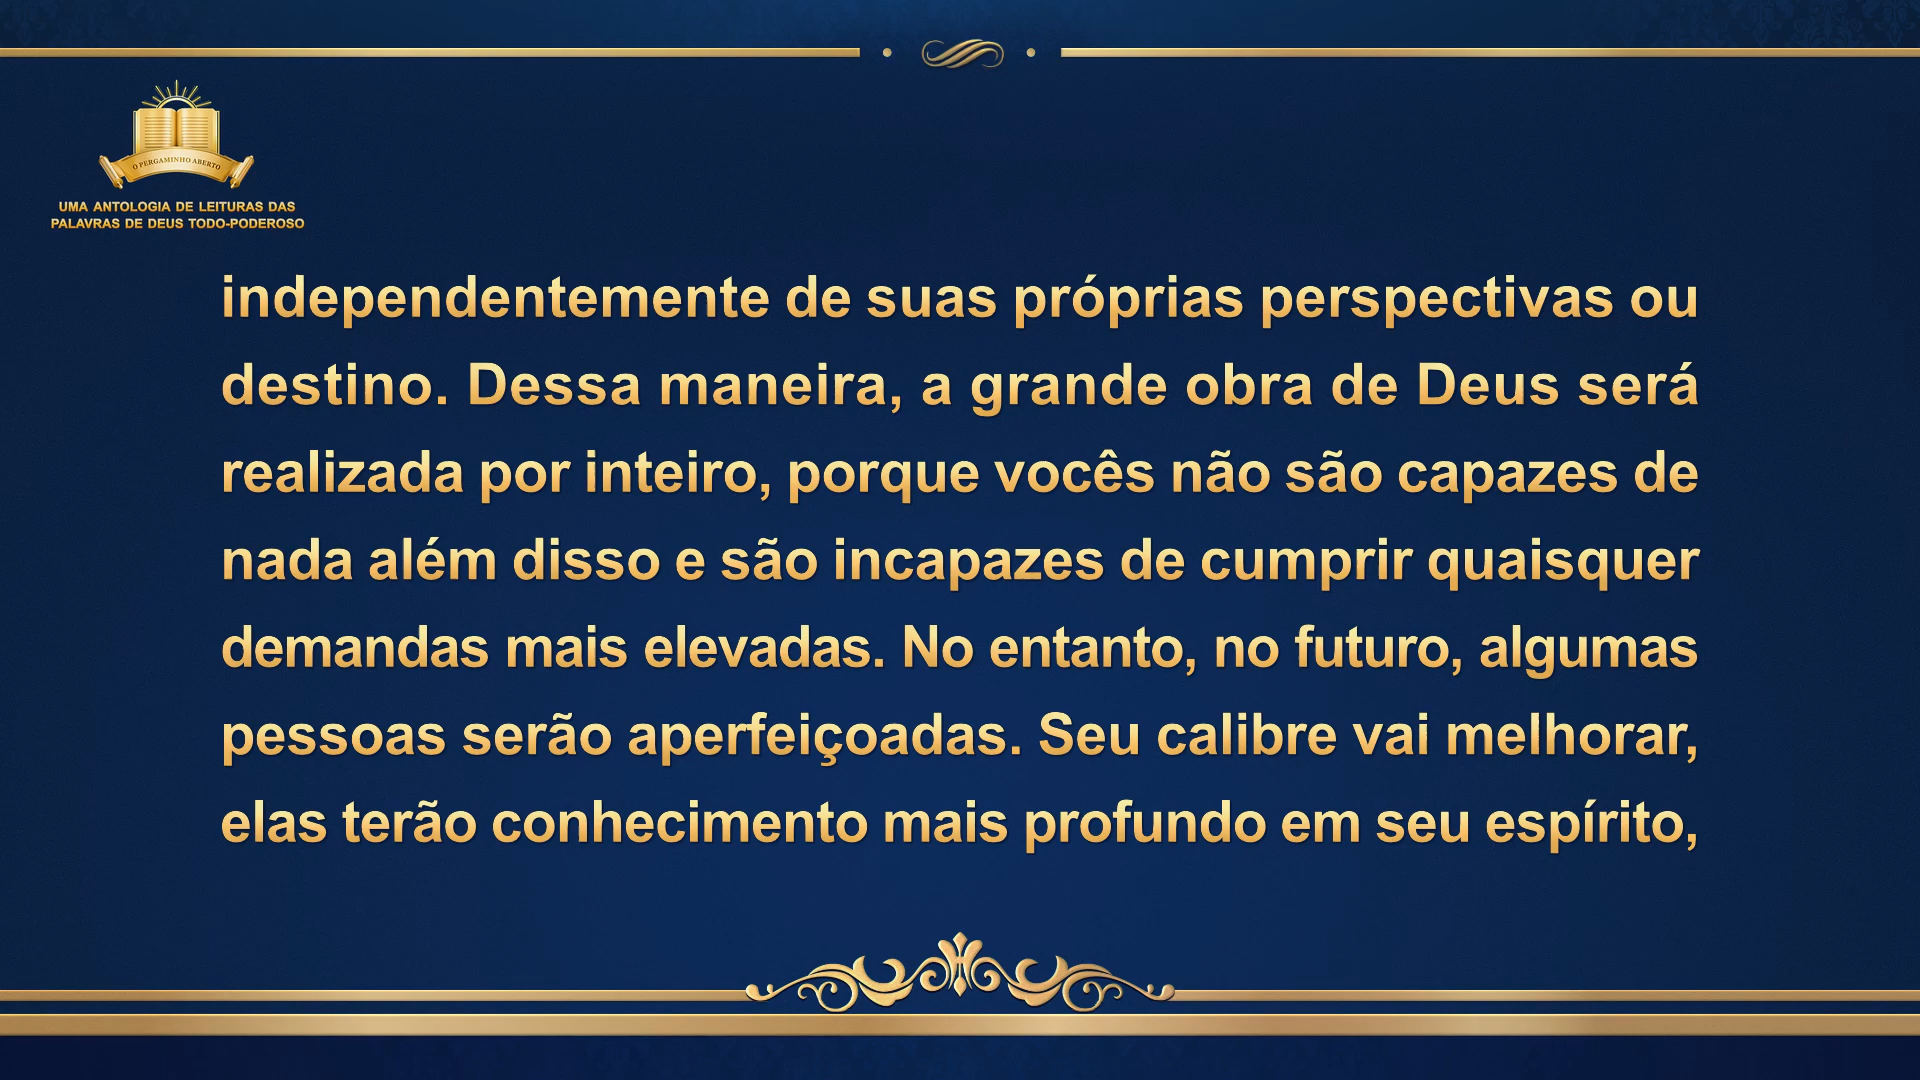 O PERGAMINHO ABERTO
UMA ANTOLOGIA DE LEITURAS DAS
PALAVRAS DE DEUS TODO-PODEROSO
independentemente de suas próprias perspectivas ou
destino. Dessa maneira, a grande obra de Deus será
realizada por inteiro, porque vocês não são capazes de
nada além disso e são incapazes de cumprir quaisquer
demandas mais elevadas. No entanto, no futuro, algumas
pessoas serão aperfeiçoadas. Seu calibre vai melhorar,
elas terão conhecimento mais profundo em seu espírito,